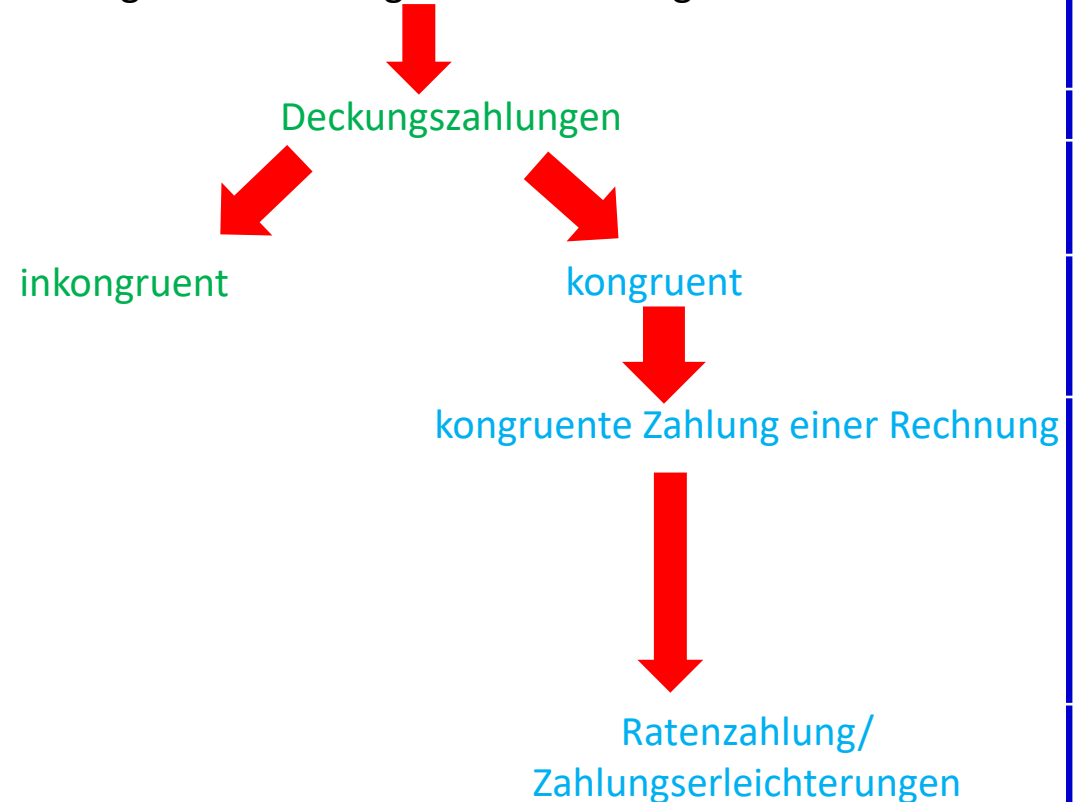 Deckungszahlungen
inkongruent
kongruent
kongruente Zahlung einer Rechnung
Ratenzahlung/
Zahlungserleichterungen